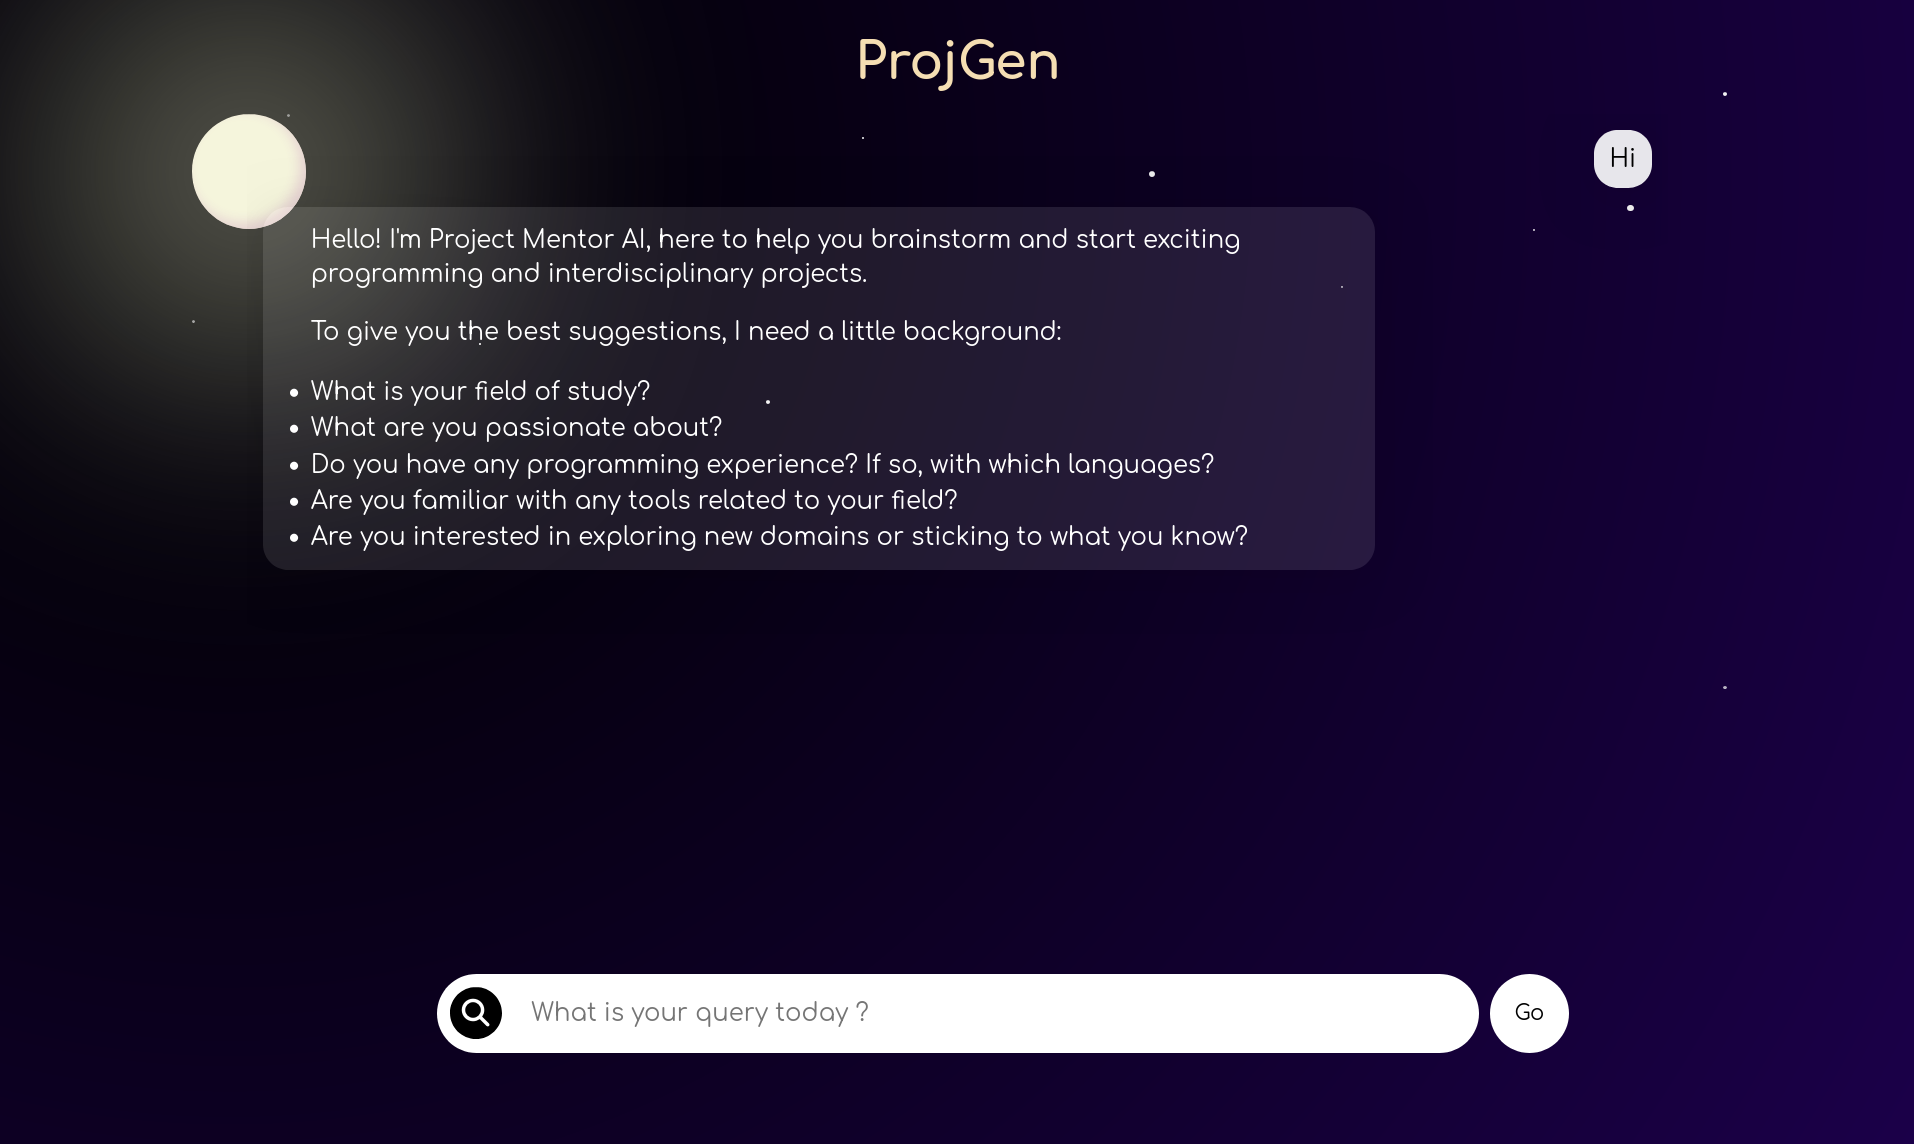 ProjGen
Hi
Hello! I'm Project Mentor AI, here to help you brainstorm and start exciting
programming and interdisciplinary projects.
To give you the best suggestions, I need a little background:
• What is your field of study?
• What are you passionate about?
• Do you have any programming experience? If so, with which languages?
• Are you familiar with any tools related to your field?
• Are you interested in exploring new domains or sticking to what you know?
What is your query today ?
Go